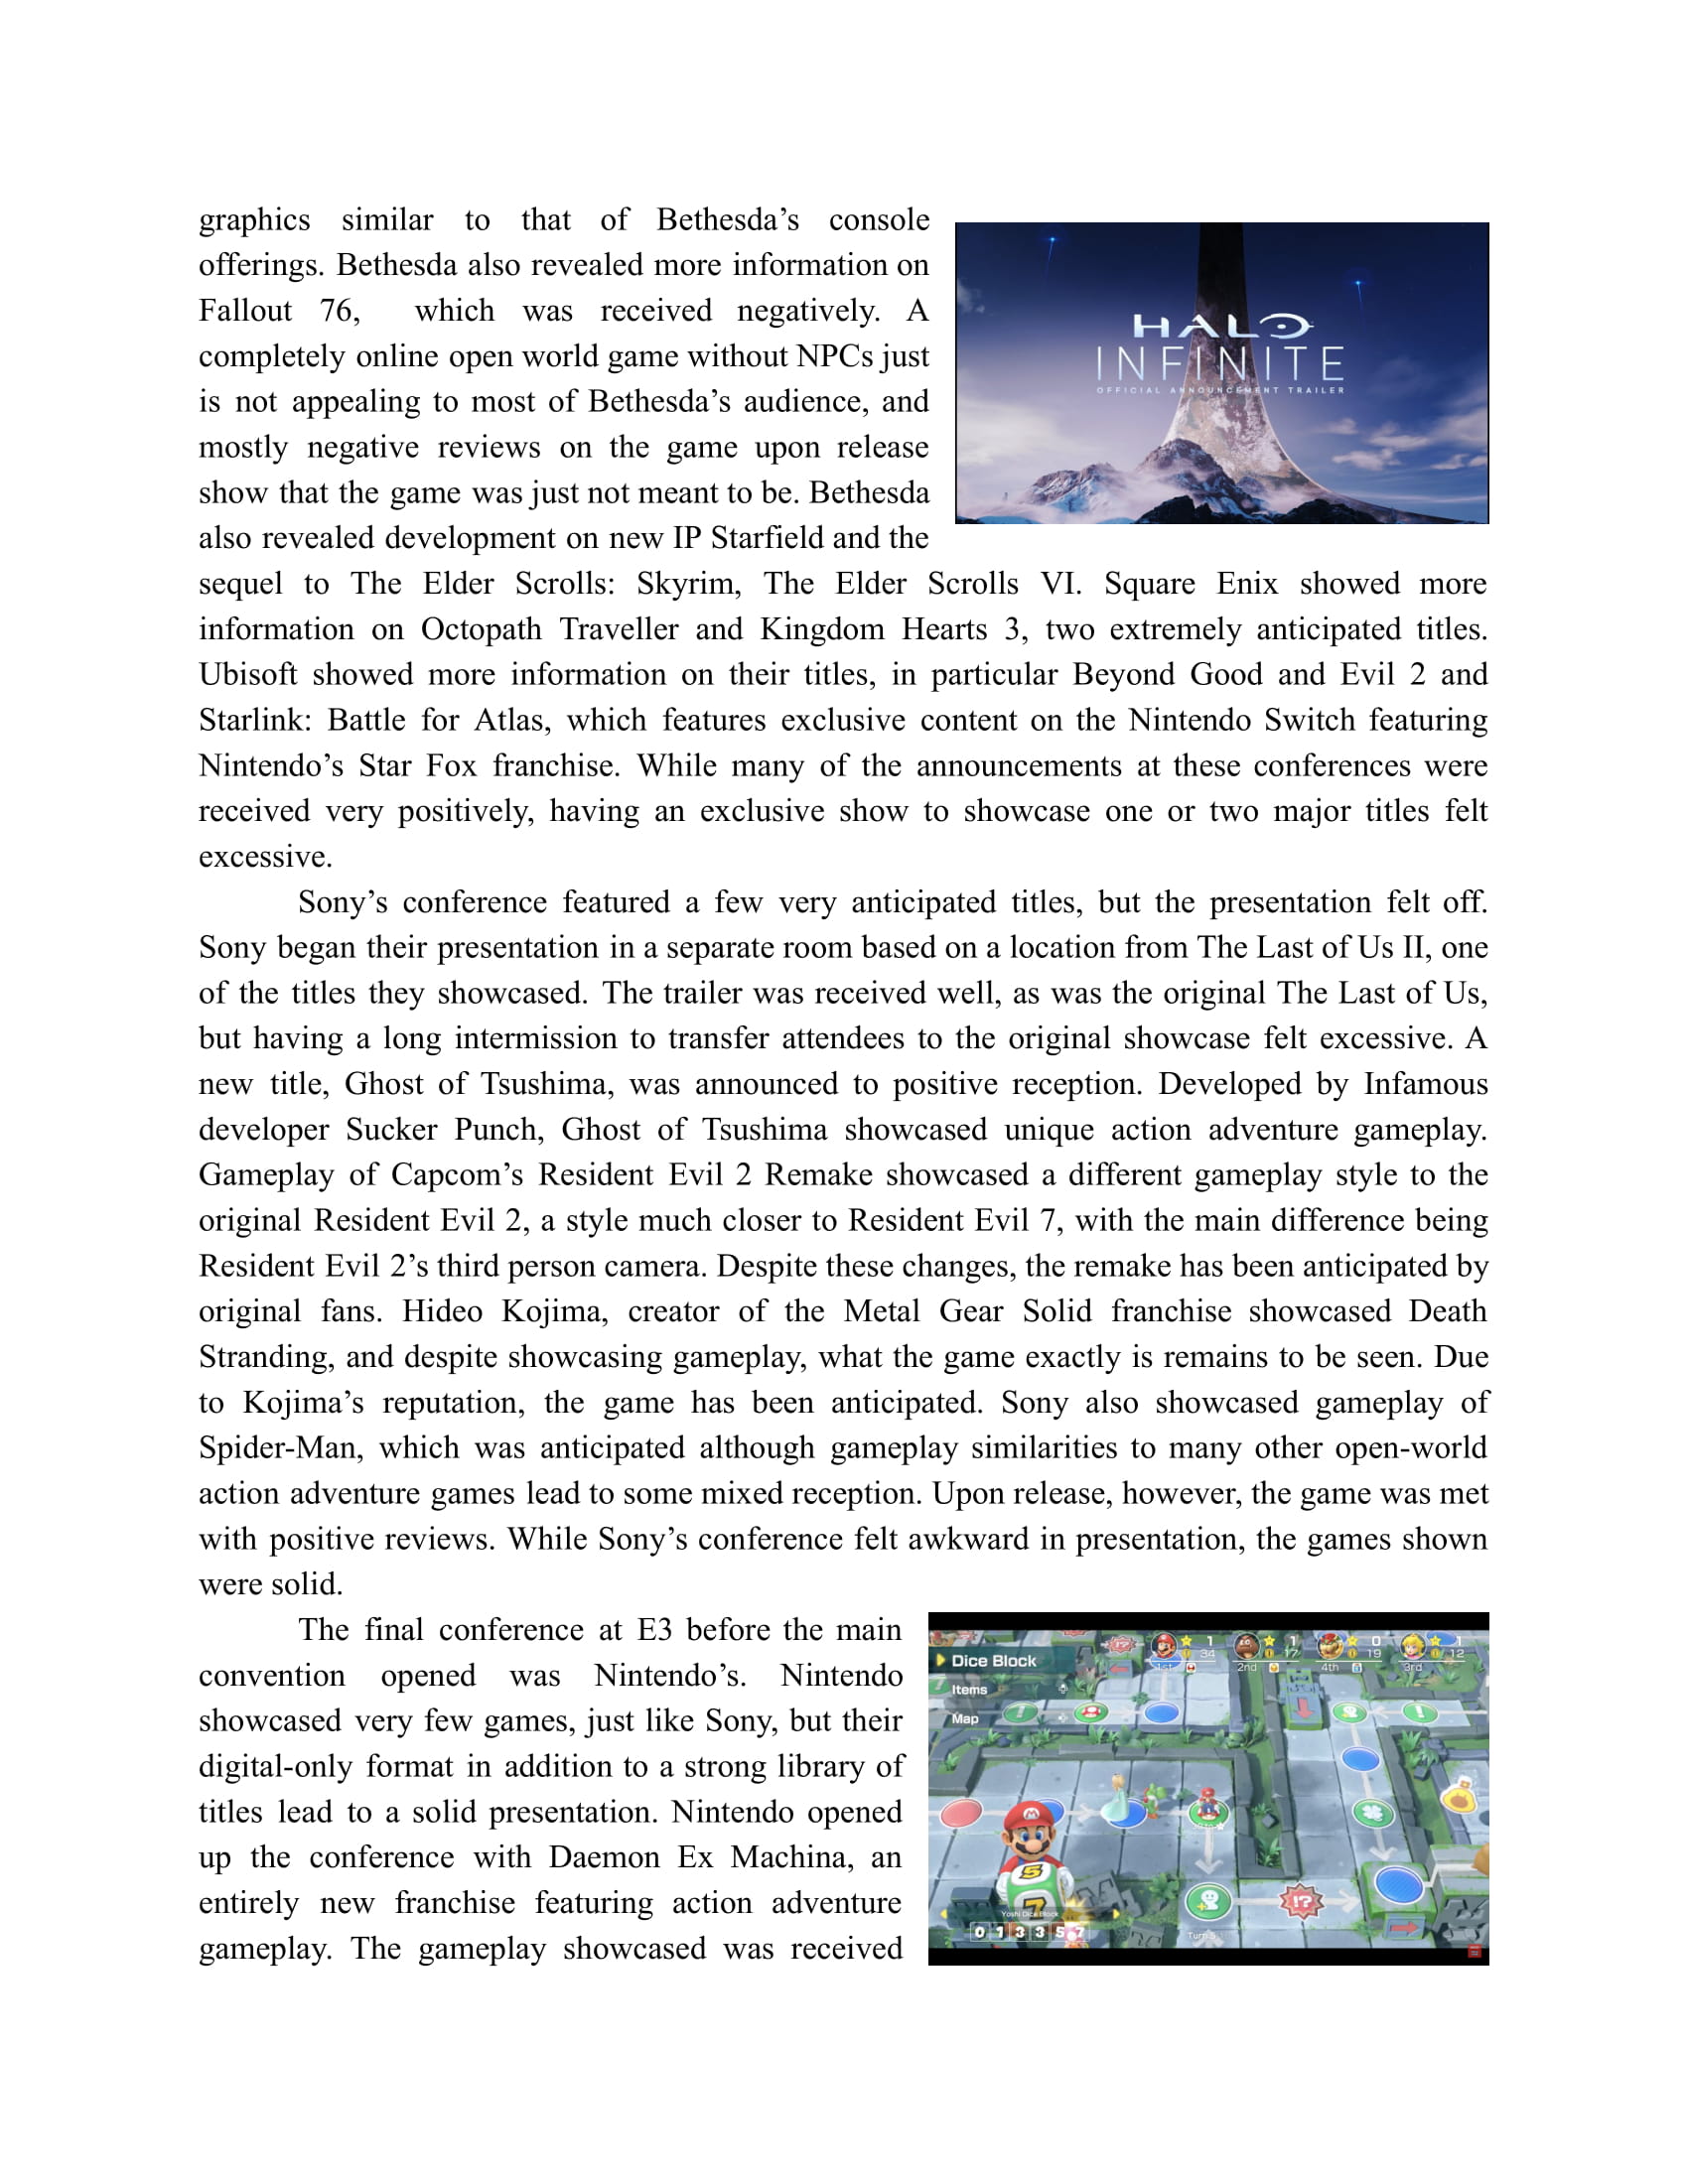 graphics similar to that of Bethesda’s console
offerings. Bethesda also revealed more information on
Fallout 76, which was received negatively. A
completely online open world game without NPCs just
is not appealing to most of Bethesda’s audience, and
mostly negative reviews on the game upon release
show that the game was just not meant to be. Bethesda
also revealed development on new IP Starfield and the
HALO
INFINITE
OFFICIAL ANNOUNCEMENT TRAILER
sequel to The Elder Scrolls: Skyrim, The Elder Scrolls VI. Square Enix showed more
information on Octopath Traveller and Kingdom Hearts 3, two extremely anticipated titles.
Ubisoft showed more information on their titles, in particular Beyond Good and Evil 2 and
Starlink: Battle for Atlas, which features exclusive content on the Nintendo Switch featuring
Nintendo’s Star Fox franchise. While many of the announcements at these conferences were
received very positively, having an exclusive show to showcase one or two major titles felt
excessive.
Sony’s conference featured a few very anticipated titles, but the presentation felt off.
Sony began their presentation in a separate room based on a location from The Last of Us II, one
of the titles they showcased. The trailer was received well, as was the original The Last of Us,
but having a long intermission to transfer attendees to the original showcase felt excessive. A
new title, Ghost of Tsushima, was announced to positive reception. Developed by Infamous
developer Sucker Punch, Ghost of Tsushima showcased unique action adventure gameplay.
Gameplay of Capcom’s Resident Evil 2 Remake showcased a different gameplay style to the
original Resident Evil 2, a style much closer to Resident Evil 7, with the main difference being
Resident Evil 2’s third person camera. Despite these changes, the remake has been anticipated by
original fans. Hideo Kojima, creator of the Metal Gear Solid franchise showcased Death
Stranding, and despite showcasing gameplay, what the game exactly is remains to be seen. Due
to Kojima’s reputation, the game has been anticipated. Sony also showcased gameplay of
Spider-Man, which was anticipated although gameplay similarities to many other open-world
action adventure games lead to some mixed reception. Upon release, however, the game was met
with positive reviews. While Sony’s conference felt awkward in presentation, the games shown
were solid.
The final conference at E3 before the main
convention opened was Nintendo’s. Nintendo
showcased very few games, just like Sony, but their
digital-only format in addition to a strong library of
titles lead to a solid presentation. Nintendo opened
up the conference with Daemon Ex Machina, an
entirely new franchise featuring action adventure
gameplay. The gameplay showcased was received
1 1 0 1
34 17 19 12
1st 2nd 4th 3rd
Dice Block
Items
Map
5
7
Yoshi Dice Block
0 1 3 3 5 7
Turn